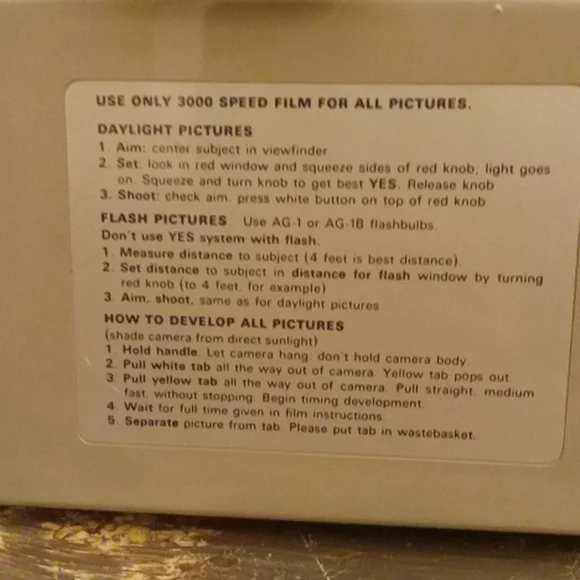 USE ONLY 3000 SPEED FILM FOR ALL PICTURES.
DAYLIGHT PICTURES
1. Aim: center subject in viewfinder.
2. Set: look in red window and squeeze sides of red knob; light goes
on. Squeeze and turn knob to get best YES. Release knob
3. Shoot: check aim, press white button on top of red knob
FLASH PICTURES Use AG-1 or AG-1B flashbulbs.
Don't use YES system with flash.
1. Measure distance to subject (4 feet is best distance)
2. Set distance to subject in distance for flash window by turning
red knob (to 4 feet, for example)
3. Aim, shoot, same as for daylight pictures
HOW TO DEVELOP ALL PICTURES
(shade camera from direct sunlight)
1. Hold handle. Let camera hang; don't hold camera body
2. Pull white tab all the way out of camera. Yellow tab pops out
3. Pull yellow tab all the way out of camera. Pull straight, medium
fast, without stopping. Begin timing development.
4. Wait for full time given in film instructions.
5. Separate picture from tab. Please put tab in wastebasket.